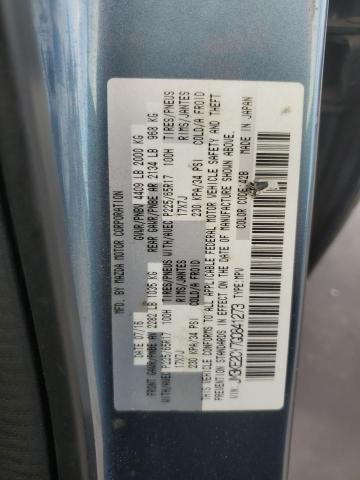 MFD. BY MAZDA MOTOR CORPORATION
DATE: 07/16 GVWR/PNBV 4409 LB 2000 KG
FRONT GAWR/PNBE AV 2282 LB 1035 KG REAR GAWR/PNBE AR 2134 LB 968 KG
WITH/AVEC P225/65R17 100H TIRES/PNEUS WITH/AVEC P225/65R17 100H TIRES/PNEUS
17X7J RIMS/JANTES 17X7J RIMS/JANTES
230 KPA/34 PSI COLD/A FROID 230 KPA/34 PSI COLD/A FROID
THIS VEHICLE CONFORMS TO ALL APPLICABLE FEDERAL MOTOR VEHICLE SAFETY AND THEFT
PREVENTION STANDARDS IN EFFECT ON THE DATE OF MANUFACTURE SHOWN ABOVE.
TYPE: MPV COLOR CODE: 42B MADE IN JAPAN